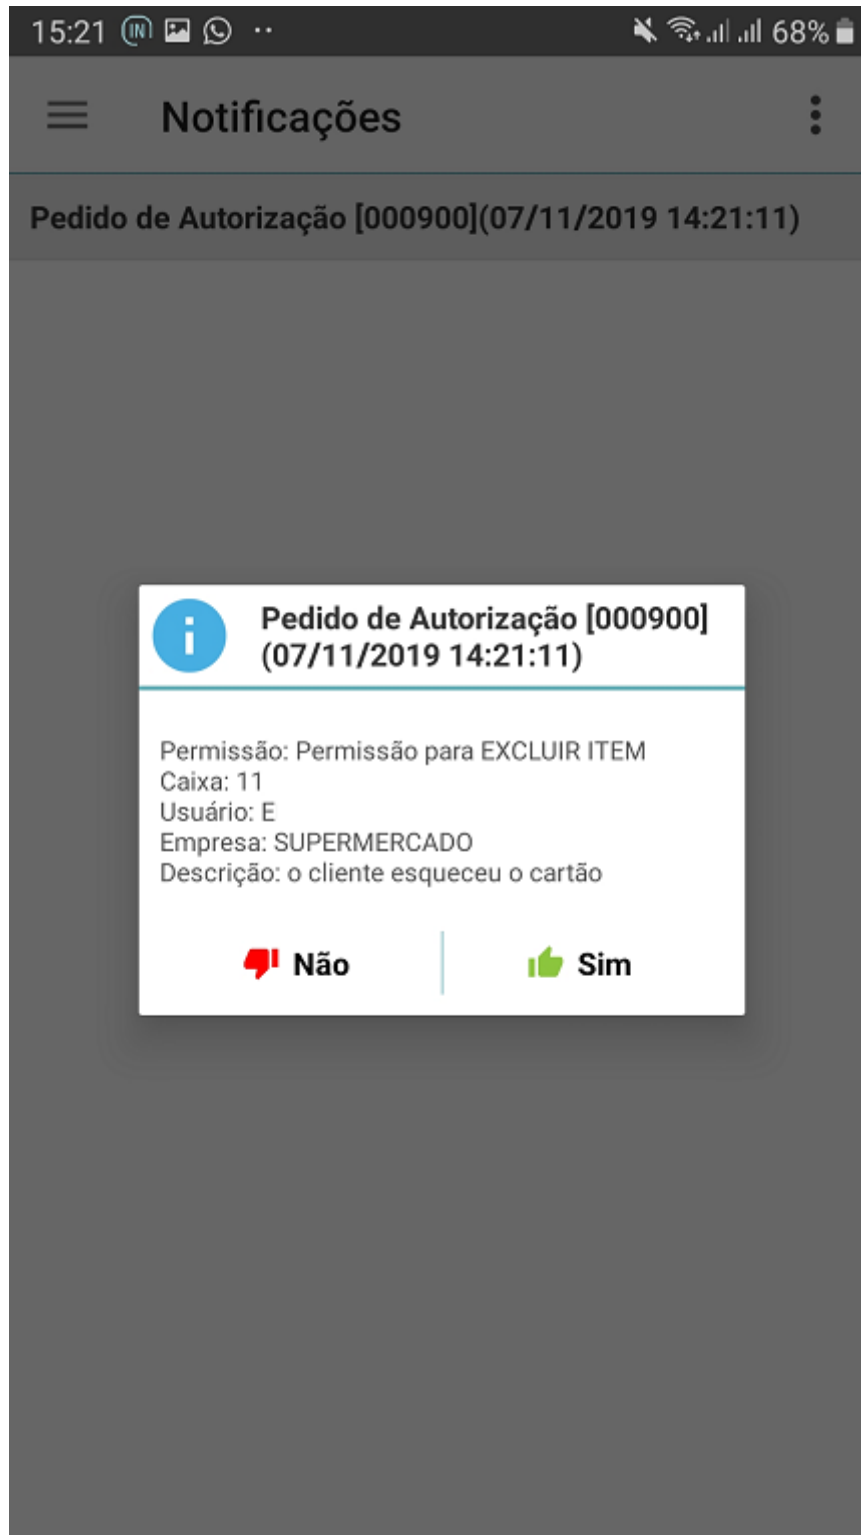 15:21 68%
Notificações
Pedido de Autorização [000900](07/11/2019 14:21:11)
Pedido de Autorização [000900]
(07/11/2019 14:21:11)
Permissão: Permissão para EXCLUIR ITEM
Caixa: 11
Usuário: E
Empresa: SUPERMERCADO
Descrição: o cliente esqueceu o cartão
Não Sim